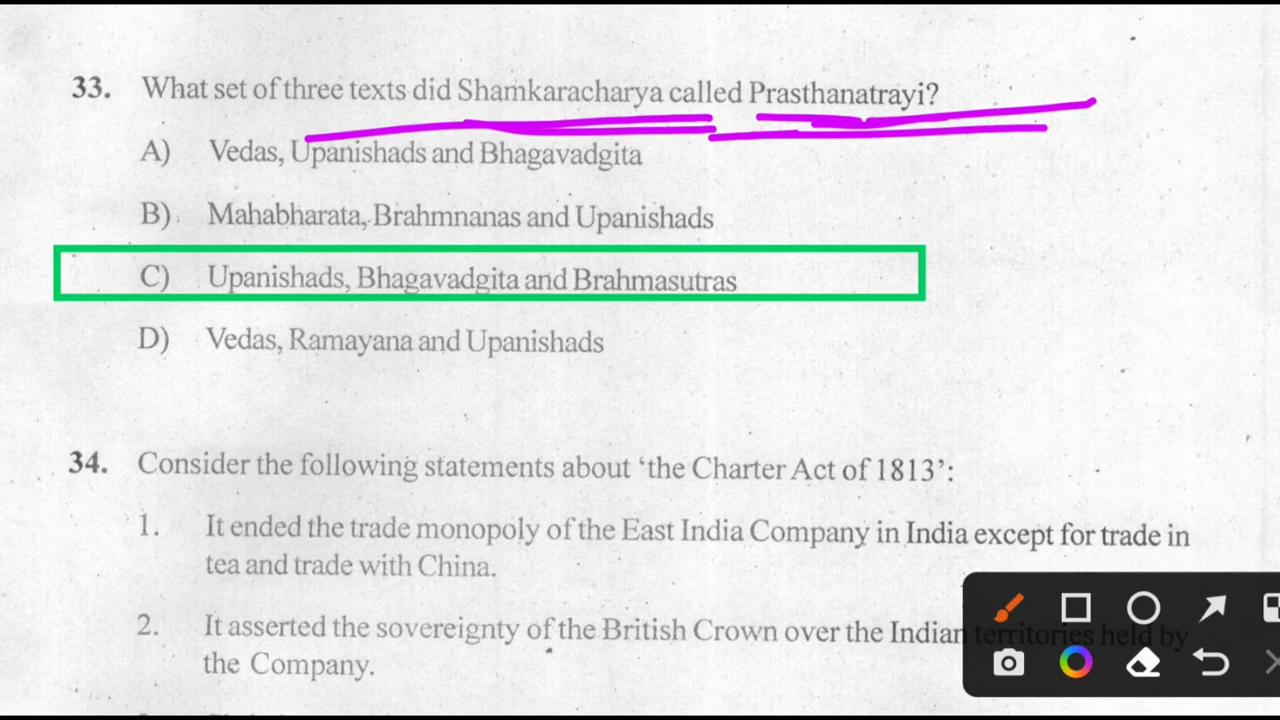 33. What set of three texts did Shamkaracharya called Prasthanatrayi?
A) Vedas, Upanishads and Bhagavadgita
B) Mahabharata, Brahmnanas and Upanishads
C) Upanishads, Bhagavadgita and Brahmasutras
D) Vedas, Ramayana and Upanishads
34. Consider the following statements about ‘the Charter Act of 1813’:
1. It ended the trade monopoly of the East India Company in India except for trade in
tea and trade with China.
2. It asserted the sovereignty of the British Crown over the Indian territories held by
the Company.